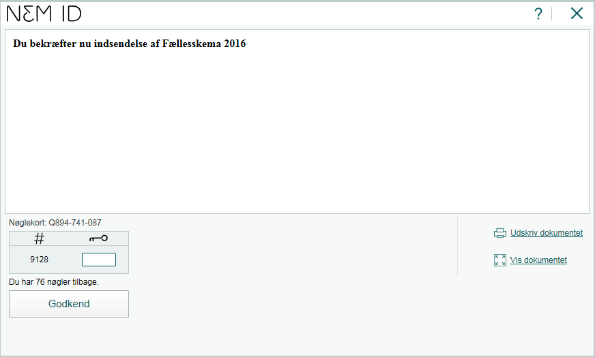 NEM ID
?
Du bekræfter nu indsendelse af Fællesskema 2016
Nøglekort: Q894-741-087
#
9128
Du har 76 nøgler tilbage.
Godkend
Udskriv dokumentet
Vis dokumentet